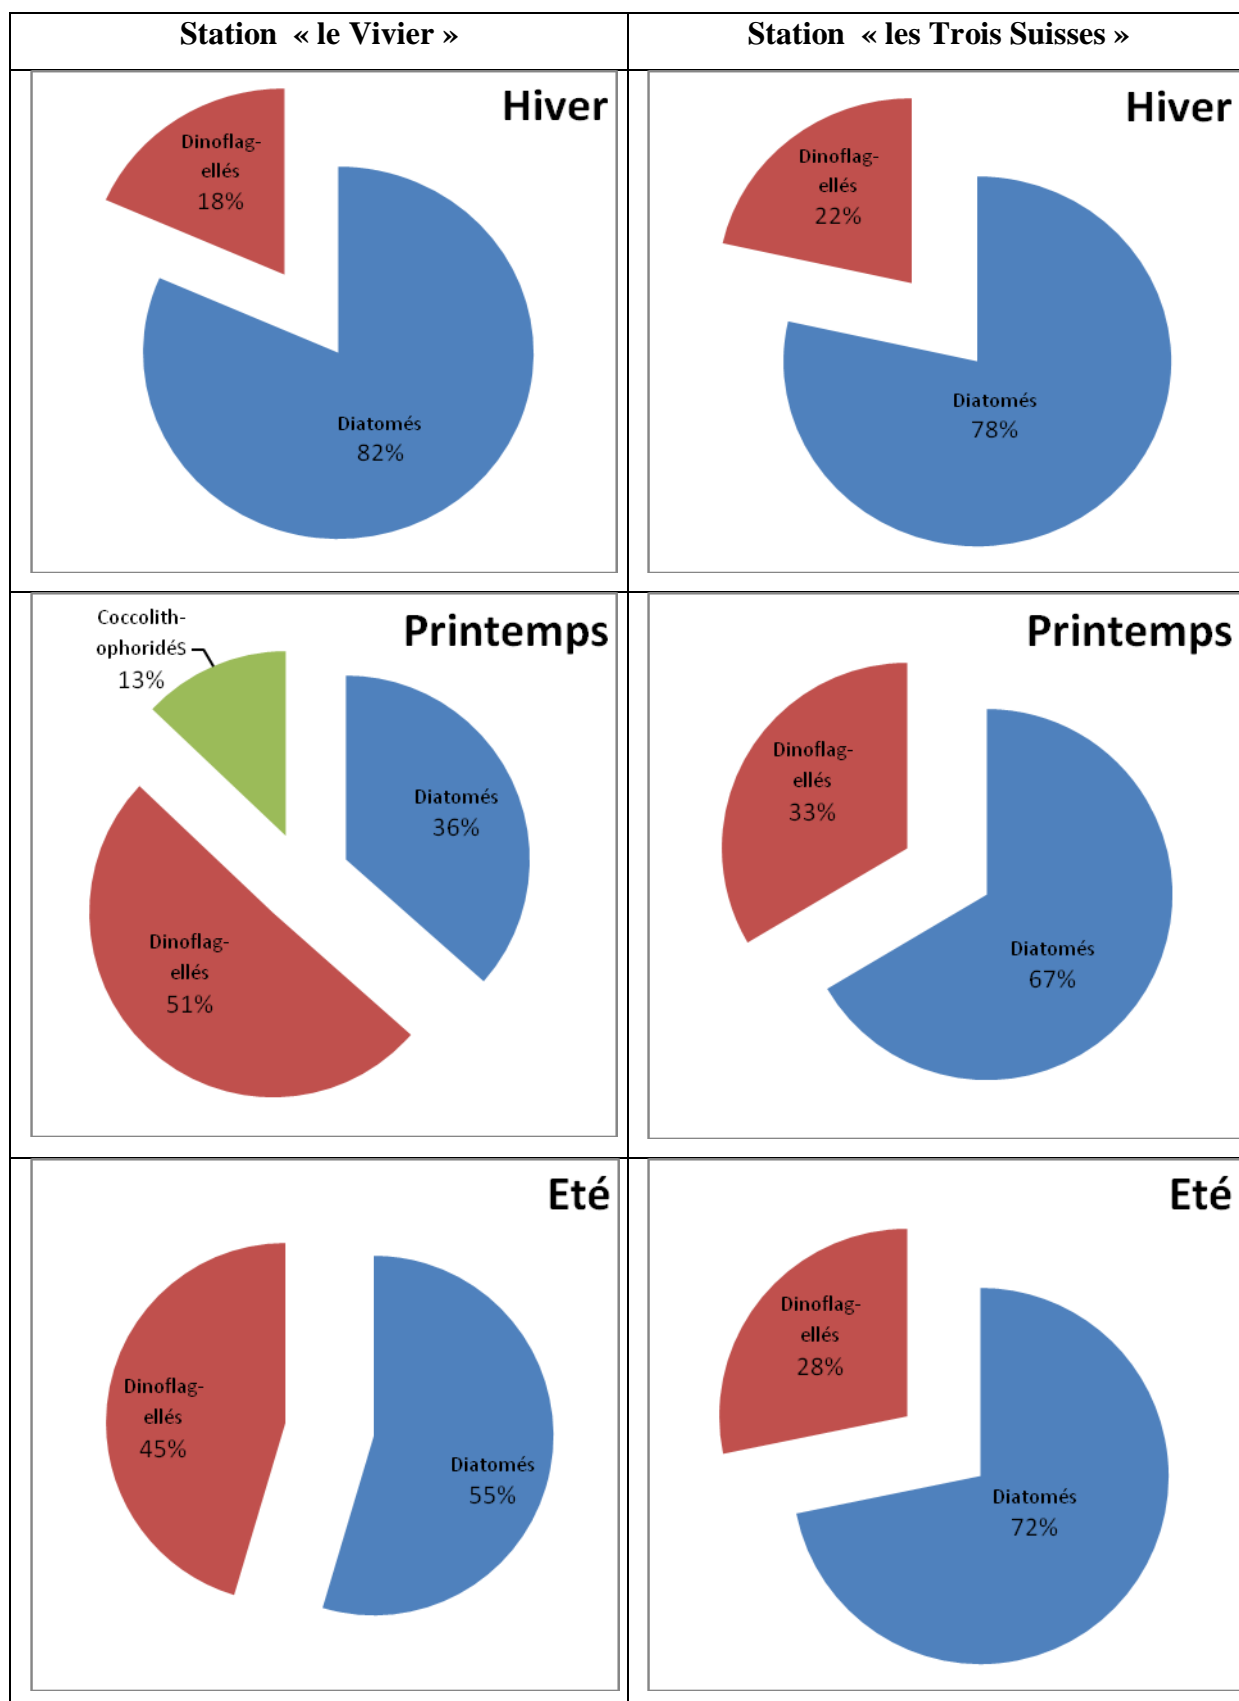 Station « le Vivier »
Station « les Trois Suisses »
Hiver
Dinoflag-
ellés
18%
Diatomés
82%
Hiver
Dinoflag-
ellés
22%
Diatomés
78%
Printemps
Coccolith-
ophoridés
13%
Diatomés
36%
Dinoflag-
ellés
51%
Printemps
Dinoflag-
ellés
33%
Diatomés
67%
Eté
Dinoflag-
ellés
45%
Diatomés
55%
Eté
Dinoflag-
ellés
28%
Diatomés
72%